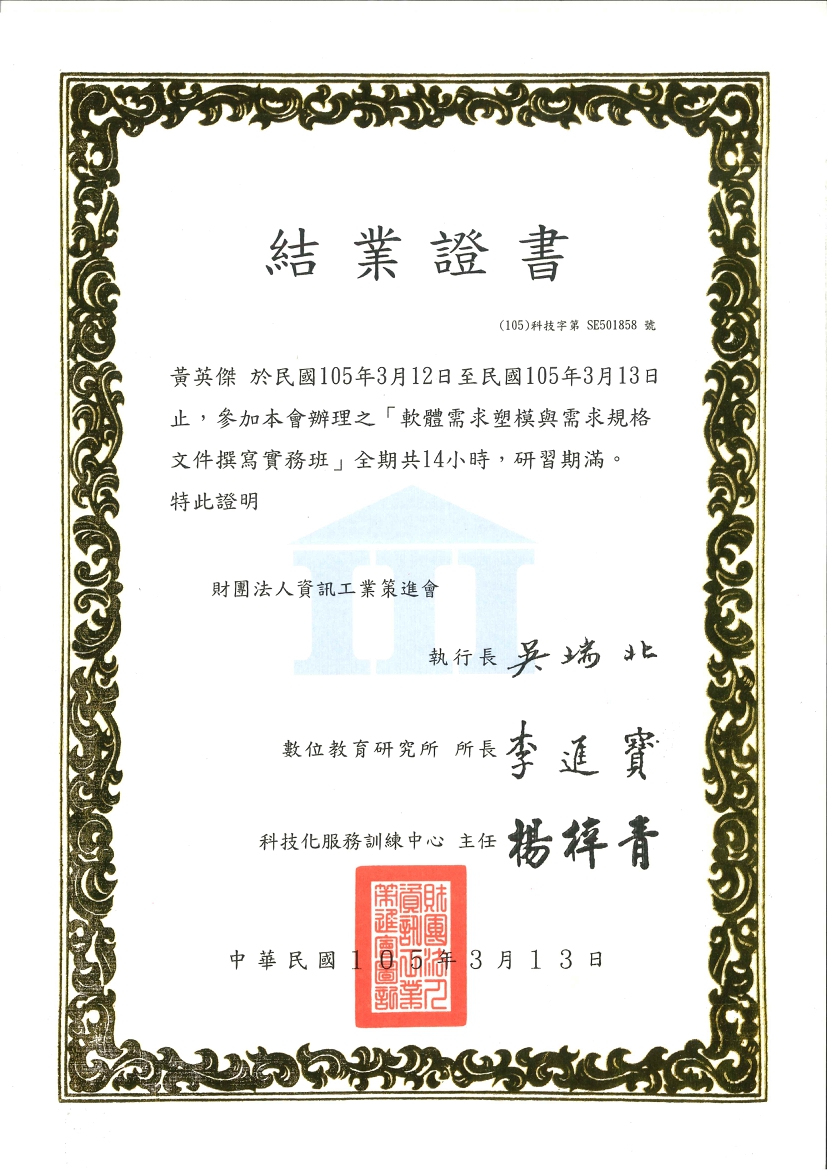 結業證書
(105)科技字第 SE501858 號
黃英傑 於民國105年3月12日至民國105年3月13日
止,參加本會辦理之「軟體需求塑模與需求規格
文件撰寫實務班」全期共14小時,研習期滿。
特此證明
財團法人資訊工業策進會
執行長 吳瑞北
數位教育研究所 所長 李進寶
科技化服務訓練中心 主任 楊梓青
財團法人
資訊工業
策進會圖記
中華民國105年3月13日